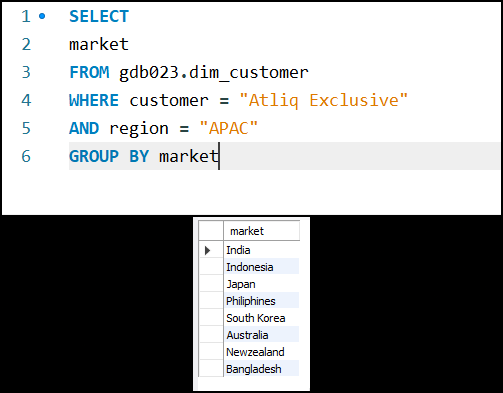 1 SELECT
2 market
3 FROM gdb023.dim_customer
4 WHERE customer = "Atliq Exclusive"
5 AND region = "APAC"
6 GROUP BY market
market
India
Indonesia
Japan
Philiphines
South Korea
Australia
Newzealand
Bangladesh